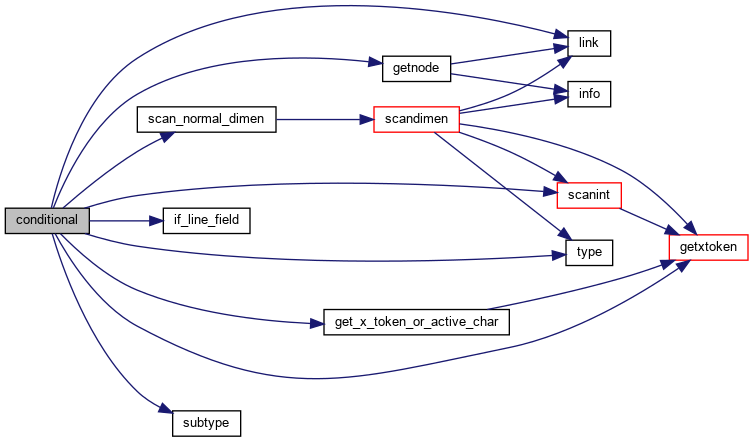 link
getnode
info
scan_normal_dimen
scandimen
scanint
conditional
if_line_field
type
getxtoken
get_x_token_or_active_char
subtype